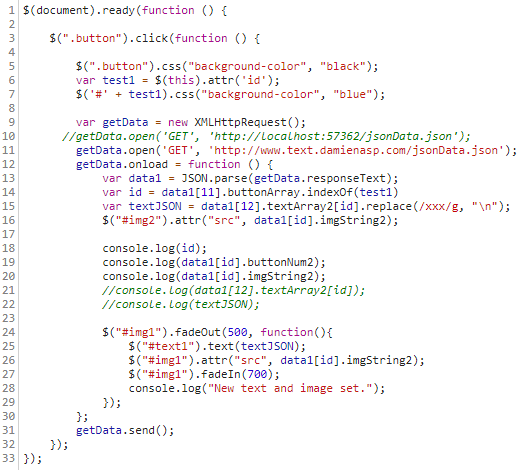 1 $(document).ready(function () {
2
3 $(".button").click(function () {
4
5 $(".button").css("background-color", "black");
6 var test1 = $(this).attr('id');
7 $('#' + test1).css("background-color", "blue");
8
9 var getData = new XMLHttpRequest();
10 //getData.open('GET', 'http://localhost:57362/jsonData.json');
11 getData.open('GET', 'http://www.text.damienasp.com/jsonData.json');
12 getData.onload = function () {
13 var data1 = JSON.parse(getData.responseText);
14 var id = data1[11].buttonArray.indexOf(test1)
15 var textJSON = data1[12].textArray2[id].replace(/xxx/g, "\n");
16 $("#img2").attr("src", data1[id].imgString2);
17
18 console.log(id);
19 console.log(data1[id].buttonNum2);
20 console.log(data1[id].imgString2);
21 //console.log(data1[12].textArray2[id]);
22 //console.log(textJSON);
23
24 $("#img1").fadeOut(500, function(){
25 $("#text1").text(textJSON);
26 $("#img1").attr("src", data1[id].imgString2);
27 $("#img1").fadeIn(700);
28 console.log("New text and image set.");
29 });
30 };
31 getData.send();
32 });
33 });